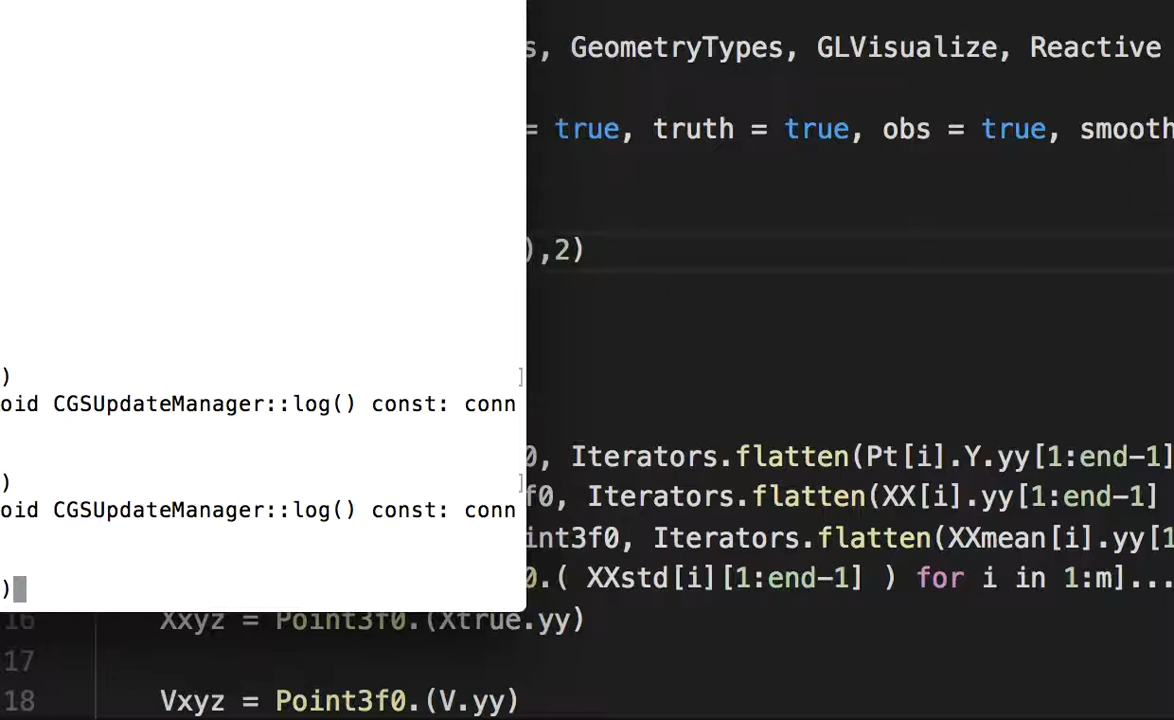 s, GeometryTypes, GLVisualize, Reactive
= true, truth = true, obs = true, smooth
),2)
)
oid CGSUpdateManager::log() const: conn
0, Iterators.flatten(Pt[i].Y.yy[1:end-1]
)
f0, Iterators.flatten(XX[i].yy[1:end-1]
oid CGSUpdateManager::log() const: conn
int3f0, Iterators.flatten(XXmean[i].yy[1
)
0.( XXstd[i][1:end-1] ) for i in 1:m]...
16 Xxyz = Point3f0.(Xtrue.yy)
17
18 Vxyz = Point3f0.(V.yy)